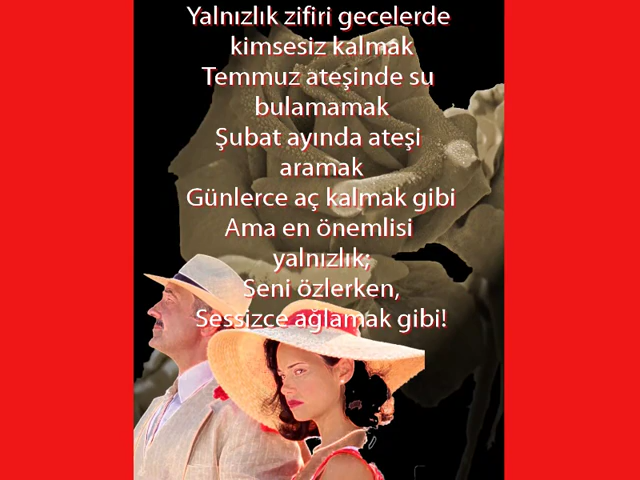 Yalnızlık zifiri gecelerde
kimsesiz kalmak
Temmuz ateşinde su
bulamamak
Şubat ayında ateşi
aramak
Günlerce aç kalmak gibi
Ama en önemlisi
yalnızlık;
Seni özlerken,
Sessizce ağlamak gibi!